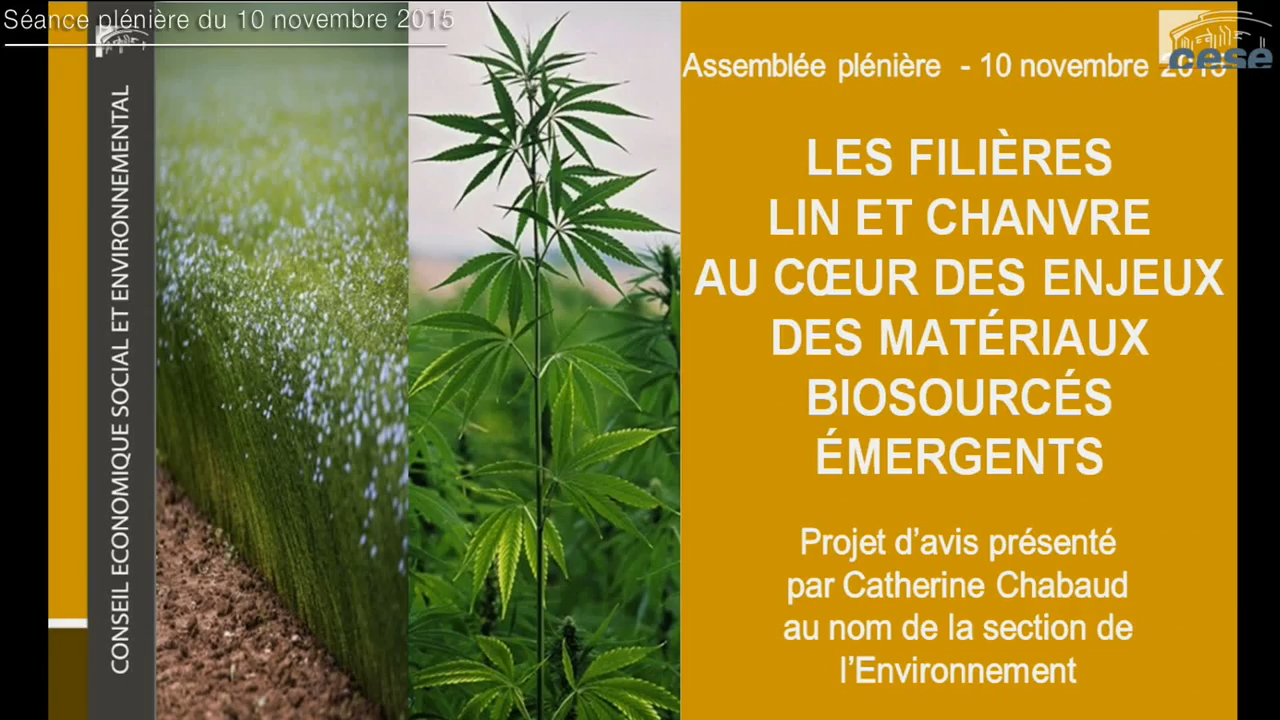 Séance plénière du 10 novembre 2015
CONSEIL ECONOMIQUE SOCIAL ET ENVIRONNEMENTAL
cese
Assemblée plénière - 10 novembre
LES FILIÈRES
LIN ET CHANVRE
AU CŒUR DES ENJEUX
DES MATÉRIAUX
BIOSOURCÉS
ÉMERGENTS
Projet d'avis présenté
par Catherine Chabaud
au nom de la section de
l'Environnement